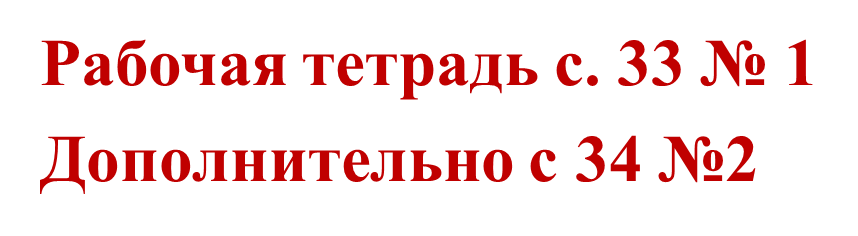 Рабочая тетрадь с. 33 № 1
Дополнительно с 34 №2